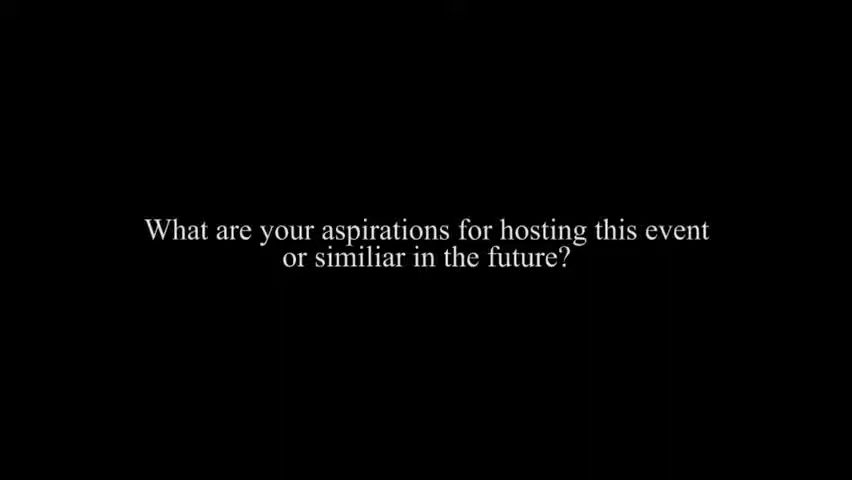 What are your aspirations for hosting this event
or similiar in the future?